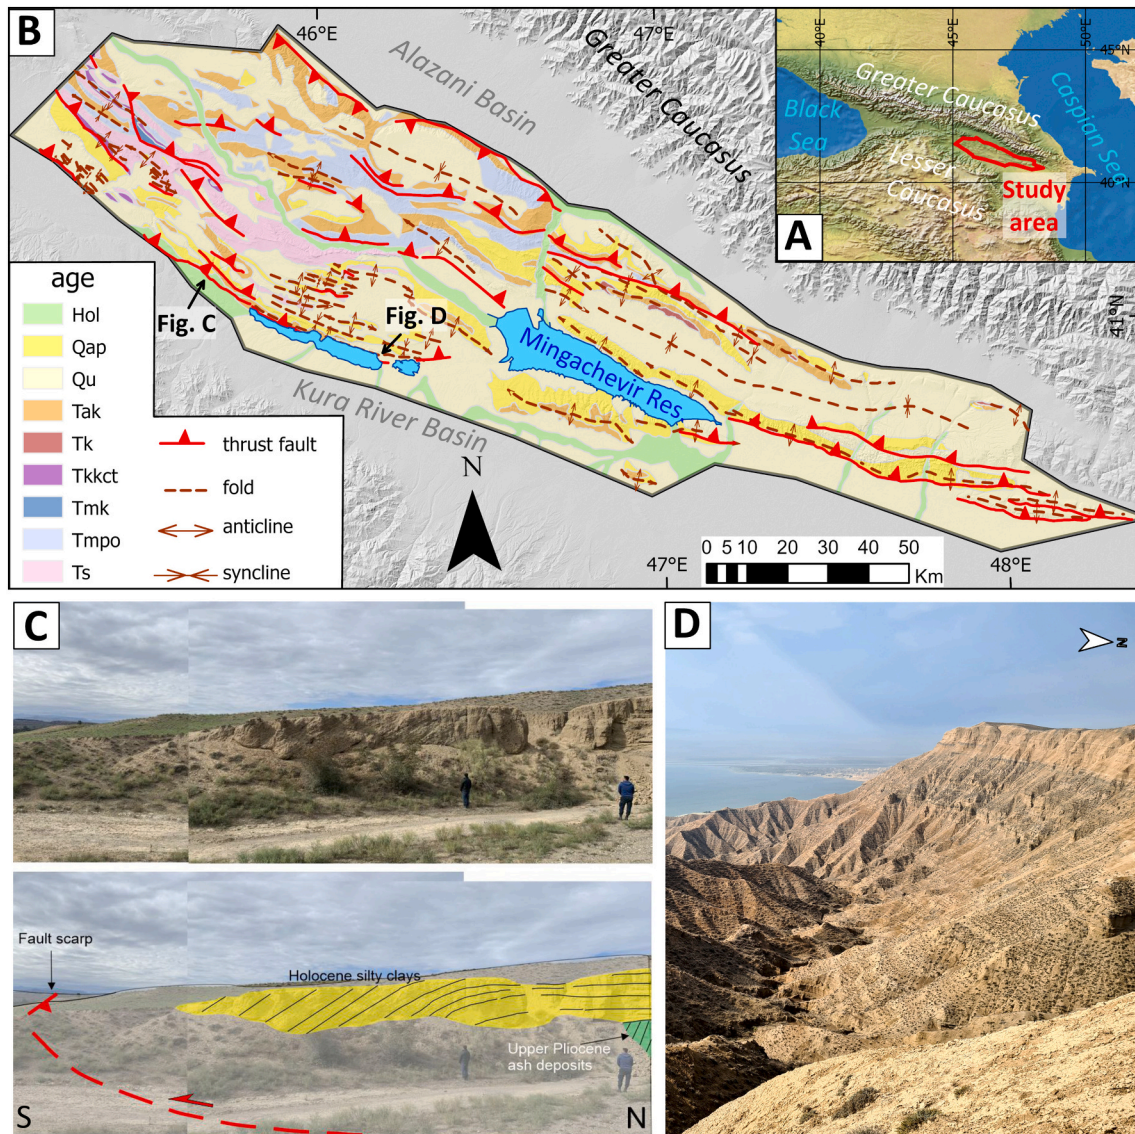 B
46°E
47°E
Alazani Basin
Greater Caucasus
40°E
45°E
50°E
45°N
Greater Caucasus
Black
Sea
Caspian Sea
Lesser
Caucasus
40°N
Study
area
A
41°N
age
Hol
Qap
Qu
Tak
Tk
Tkkct
Tmk
Tmpo
Ts
thrust fault
fold
anticline
syncline
Fig. C
Fig. D
Mingachevir Res
Kura River Basin
N
0 5 10 20 30 40 50
Km
47°E
48°E
C
Fault scarp
Holocene silty clays
Upper Pliocene
ash deposits
S
N
D
N